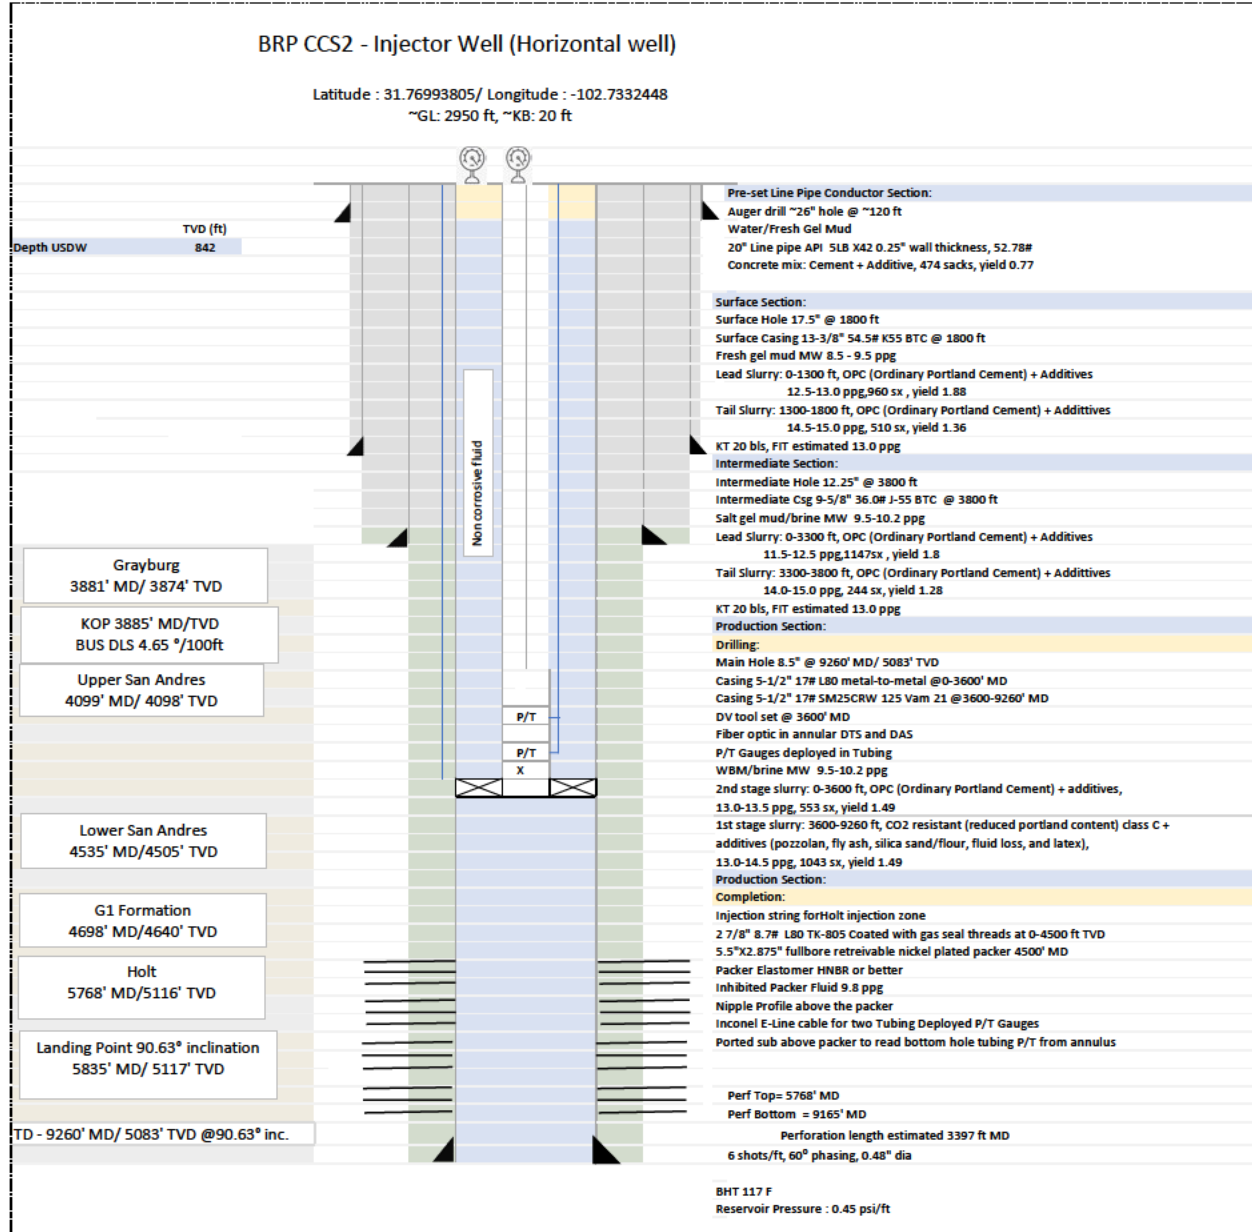 BRP CCS2 - Injector Well (Horizontal well)
Latitude : 31.76993805/ Longitude : -102.7332448
~GL: 2950 ft, ~KB: 20 ft
TVD (ft)
Depth USDW 842
Non corrosive fluid
P/T
P/T
X
Grayburg
3881' MD/ 3874' TVD
KOP 3885' MD/TVD
BUS DLS 4.65 °/100ft
Upper San Andres
4099' MD/ 4098' TVD
Lower San Andres
4535' MD/4505' TVD
G1 Formation
4698' MD/4640' TVD
Holt
5768' MD/5116' TVD
Landing Point 90.63° inclination
5835' MD/ 5117' TVD
TD - 9260' MD/ 5083' TVD @90.63° inc.
Pre-set Line Pipe Conductor Section:
Auger drill ~26" hole @ ~120 ft
Water/Fresh Gel Mud
20" Line pipe API 5LB X42 0.25" wall thickness, 52.78#
Concrete mix: Cement + Additive, 474 sacks, yield 0.77
Surface Section:
Surface Hole 17.5" @ 1800 ft
Surface Casing 13-3/8" 54.5# K55 BTC @ 1800 ft
Fresh gel mud MW 8.5 - 9.5 ppg
Lead Slurry: 0-1300 ft, OPC (Ordinary Portland Cement) + Additives
12.5-13.0 ppg,960 sx , yield 1.88
Tail Slurry: 1300-1800 ft, OPC (Ordinary Portland Cement) + Addittives
14.5-15.0 ppg, 510 sx, yield 1.36
KT 20 bls, FIT estimated 13.0 ppg
Intermediate Section:
Intermediate Hole 12.25" @ 3800 ft
Intermediate Csg 9-5/8" 36.0# J-55 BTC @ 3800 ft
Salt gel mud/brine MW 9.5-10.2 ppg
Lead Slurry: 0-3300 ft, OPC (Ordinary Portland Cement) + Additives
11.5-12.5 ppg,1147sx , yield 1.8
Tail Slurry: 3300-3800 ft, OPC (Ordinary Portland Cement) + Addittives
14.0-15.0 ppg, 244 sx, yield 1.28
KT 20 bls, FIT estimated 13.0 ppg
Production Section:
Drilling:
Main Hole 8.5" @ 9260' MD/ 5083' TVD
Casing 5-1/2" 17# L80 metal-to-metal @0-3600' MD
Casing 5-1/2" 17# SM25CRW 125 Vam 21 @3600-9260' MD
DV tool set @ 3600' MD
Fiber optic in annular DTS and DAS
P/T Gauges deployed in Tubing
WBM/brine MW 9.5-10.2 ppg
2nd stage slurry: 0-3600 ft, OPC (Ordinary Portland Cement) + additives,
13.0-13.5 ppg, 553 sx, yield 1.49
1st stage slurry: 3600-9260 ft, CO2 resistant (reduced portland content) class C +
additives (pozzolan, fly ash, silica sand/flour, fluid loss, and latex),
13.0-14.5 ppg, 1043 sx, yield 1.49
Production Section:
Completion:
Injection string forHolt injection zone
2 7/8" 8.7# L80 TK-805 Coated with gas seal threads at 0-4500 ft TVD
5.5"X2.875" fullbore retreivable nickel plated packer 4500' MD
Packer Elastomer HNBR or better
Inhibited Packer Fluid 9.8 ppg
Nipple Profile above the packer
Inconel E-Line cable for two Tubing Deployed P/T Gauges
Ported sub above packer to read bottom hole tubing P/T from annulus
Perf Top= 5768' MD
Perf Bottom = 9165' MD
Perforation length estimated 3397 ft MD
6 shots/ft, 60⁰ phasing, 0.48" dia
BHT 117 F
Reservoir Pressure : 0.45 psi/ft